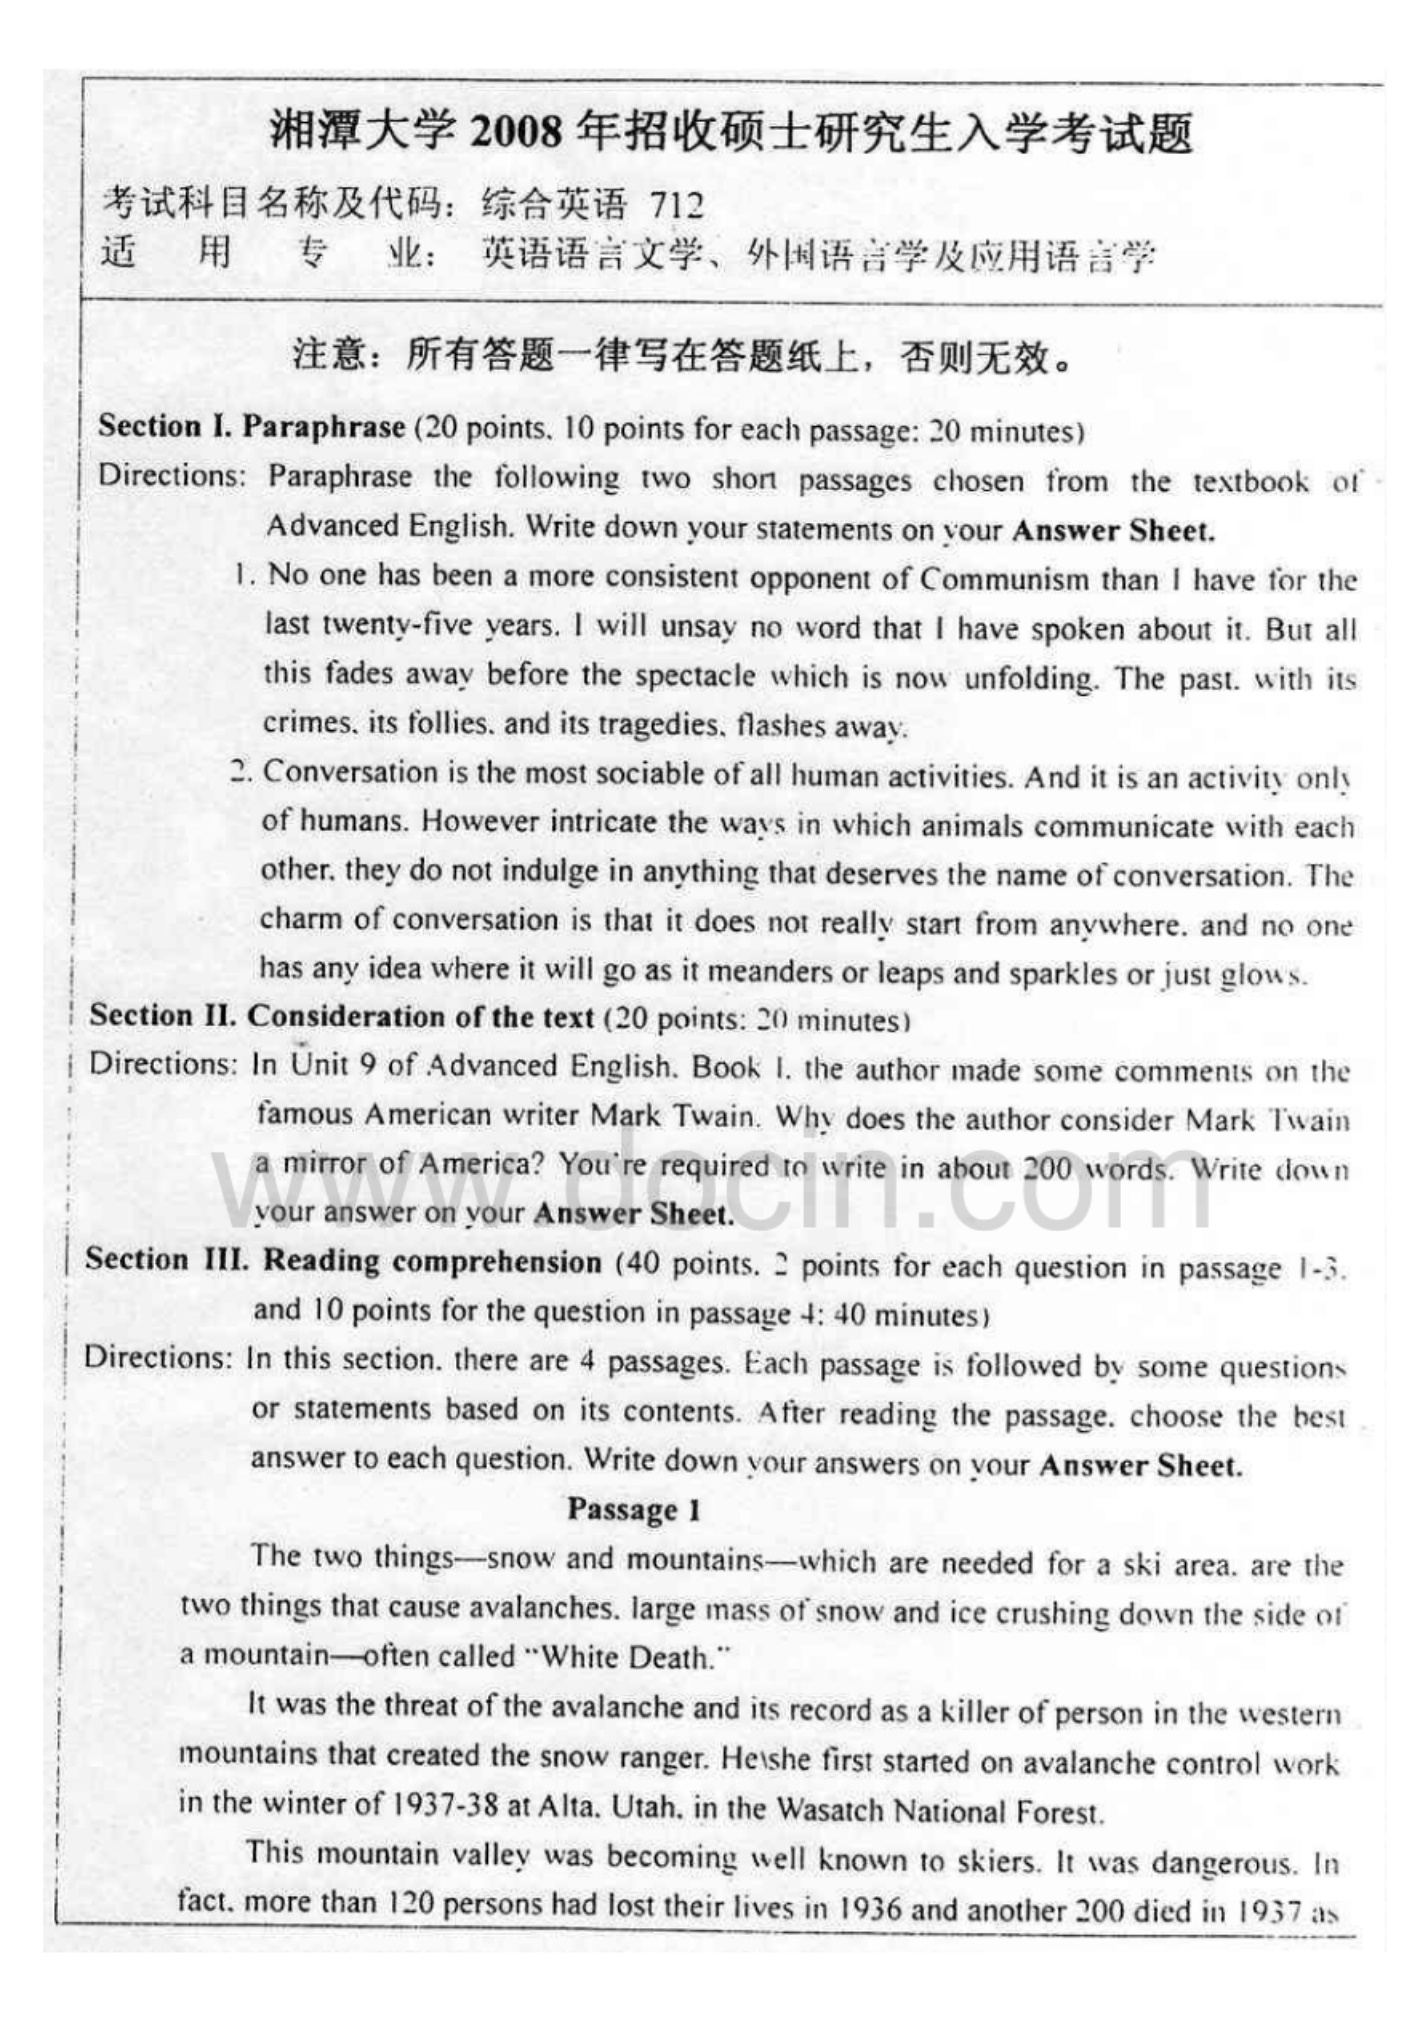 湘潭大学 2008 年招收硕士研究生入学考试题
考试科目名称及代码：综合英语 712
适 用 专 业： 英语语言文学、外国语言学及应用语言学
注意：所有答题一律写在答题纸上，否则无效。
Section I. Paraphrase (20 points, 10 points for each passage; 20 minutes)
Directions: Paraphrase the following two short passages chosen from the textbook of
Advanced English. Write down your statements on your Answer Sheet.
1. No one has been a more consistent opponent of Communism than I have for the
last twenty-five years. I will unsay no word that I have spoken about it. But all
this fades away before the spectacle which is now unfolding. The past, with its
crimes, its follies, and its tragedies, flashes away.
2. Conversation is the most sociable of all human activities. And it is an activity only
of humans. However intricate the ways in which animals communicate with each
other, they do not indulge in anything that deserves the name of conversation. The
charm of conversation is that it does not really start from anywhere, and no one
has any idea where it will go as it meanders or leaps and sparkles or just glows.
Section II. Consideration of the text (20 points; 20 minutes)
Directions: In Unit 9 of Advanced English, Book I, the author made some comments on the
famous American writer Mark Twain. Why does the author consider Mark Twain
a mirror of America? You're required to write in about 200 words. Write down
your answer on your Answer Sheet.
www.docin.com
Section III. Reading comprehension (40 points, 2 points for each question in passage 1-3,
and 10 points for the question in passage 4; 40 minutes)
Directions: In this section, there are 4 passages. Each passage is followed by some questions
or statements based on its contents. After reading the passage, choose the best
answer to each question. Write down your answers on your Answer Sheet.
Passage 1
The two things—snow and mountains—which are needed for a ski area, are the
two things that cause avalanches, large mass of snow and ice crushing down the side of
a mountain—often called "White Death."
It was the threat of the avalanche and its record as a killer of person in the western
mountains that created the snow ranger. He\she first started on avalanche control work
in the winter of 1937-38 at Alta, Utah, in the Wasatch National Forest.
This mountain valley was becoming well known to skiers. It was dangerous. In
fact, more than 120 persons had lost their lives in 1936 and another 200 died in 1937 as